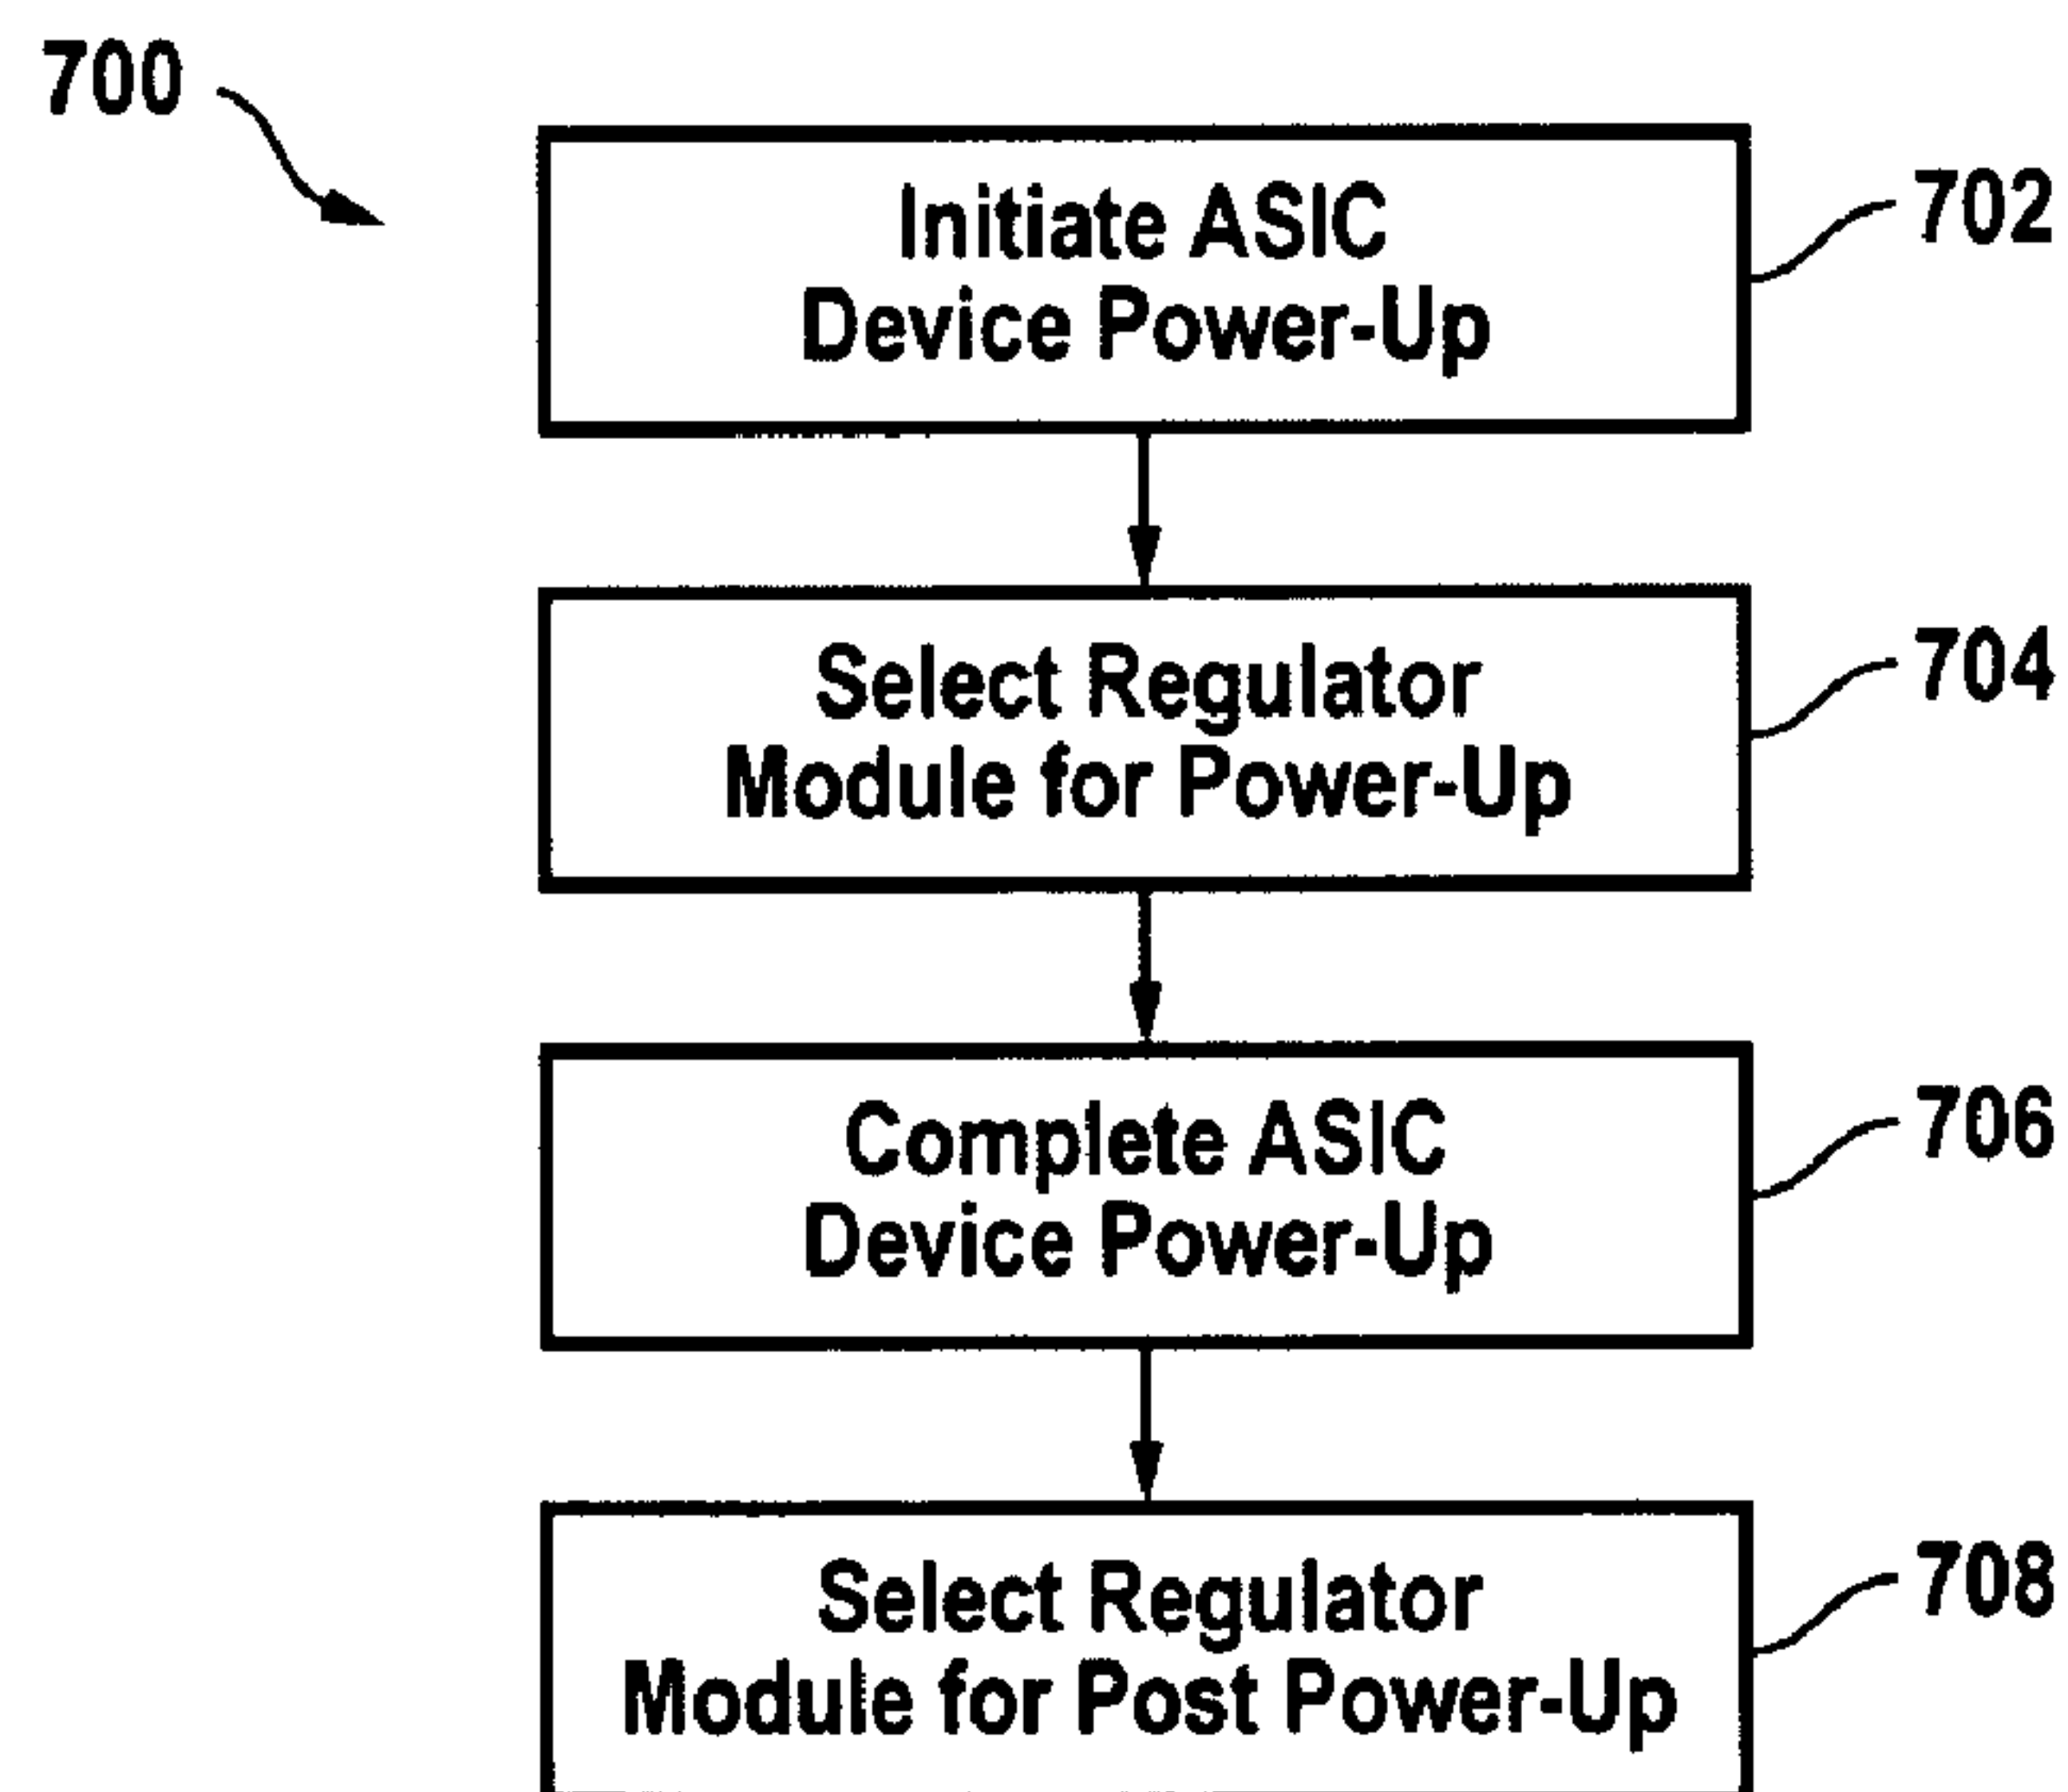 700
Initiate ASIC
Device Power-Up
702
Select Regulator
Module for Power-Up
704
Complete ASIC
Device Power-Up
706
Select Regulator
Module for Post Power-Up
708